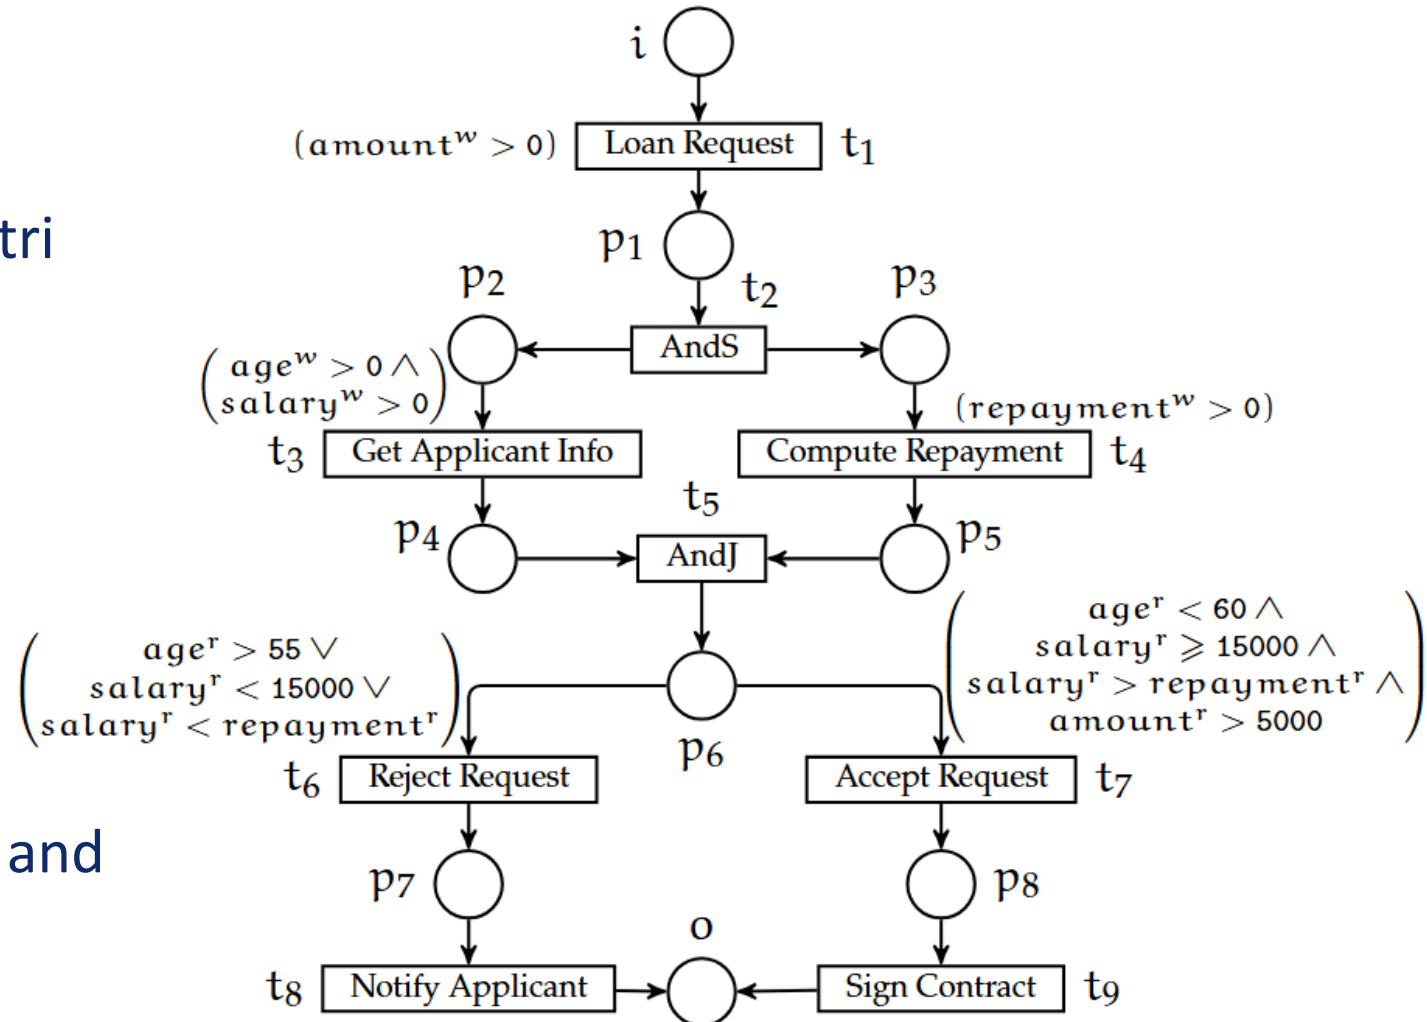 i
(amountʷ > 0) Loan Request t₁
tri
p₁
p₂ t₂ p₃
AndS
(ageʷ > 0 ∧
salaryʷ > 0)
(repaymentʷ > 0)
t₃ Get Applicant Info
Compute Repayment t₄
t₅
p₄ AndJ p₅
(ageʳ > 55 ∨
salaryʳ < 15000 ∨
salaryʳ < repaymentʳ)
(ageʳ < 60 ∧
salaryʳ ⩾ 15000 ∧
salaryʳ > repaymentʳ ∧
amountʳ > 5000)
p₆
t₆ Reject Request
Accept Request t₇
and
p₇ p₈
o
t₈ Notify Applicant
Sign Contract t₉